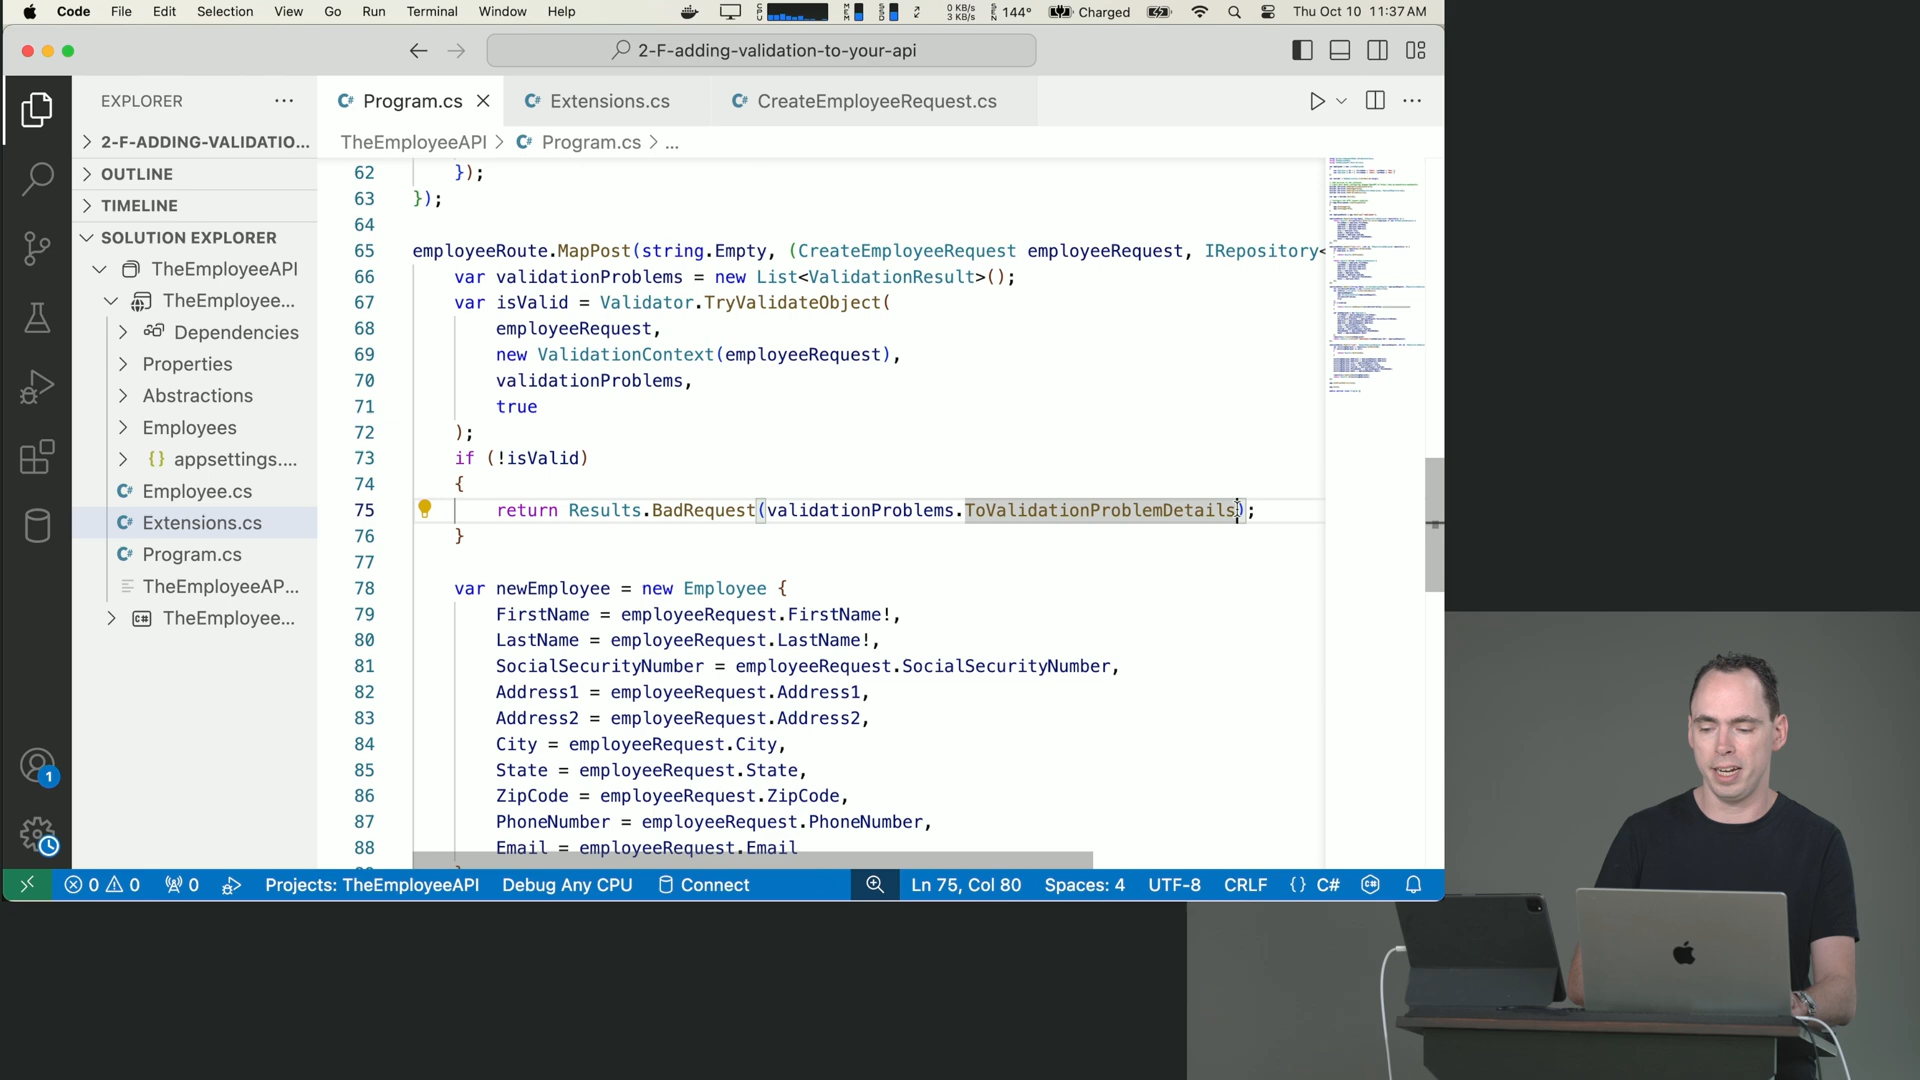 Code File Edit Selection View Go Run Terminal Window Help
0 KB/s
3 KB/s
144° Charged Thu Oct 10 11:37 AM
2-F-adding-validation-to-your-api
EXPLORER
2-F-ADDING-VALIDATIO...
OUTLINE
TIMELINE
SOLUTION EXPLORER
TheEmployeeAPI
TheEmployee...
Dependencies
Properties
Abstractions
Employees
{} appsettings....
C# Employee.cs
C# Extensions.cs
C# Program.cs
TheEmployeeAP...
C# TheEmployee...
1
C# Program.cs
C# Extensions.cs
C# CreateEmployeeRequest.cs
TheEmployeeAPI > C# Program.cs > ...
62 });
63 });
64
65 employeeRoute.MapPost(string.Empty, (CreateEmployeeRequest employeeRequest, IRepository<
66 var validationProblems = new List<ValidationResult>();
67 var isValid = Validator.TryValidateObject(
68 employeeRequest,
69 new ValidationContext(employeeRequest),
70 validationProblems,
71 true
72 );
73 if (!isValid)
74 {
75 return Results.BadRequest(validationProblems.ToValidationProblemDetails);
76 }
77
78 var newEmployee = new Employee {
79 FirstName = employeeRequest.FirstName!,
80 LastName = employeeRequest.LastName!,
81 SocialSecurityNumber = employeeRequest.SocialSecurityNumber,
82 Address1 = employeeRequest.Address1,
83 Address2 = employeeRequest.Address2,
84 City = employeeRequest.City,
85 State = employeeRequest.State,
86 ZipCode = employeeRequest.ZipCode,
87 PhoneNumber = employeeRequest.PhoneNumber,
88 Email = employeeRequest.Email
0 0 0 Projects: TheEmployeeAPI Debug Any CPU Connect Ln 75, Col 80 Spaces: 4 UTF-8 CRLF {} C#